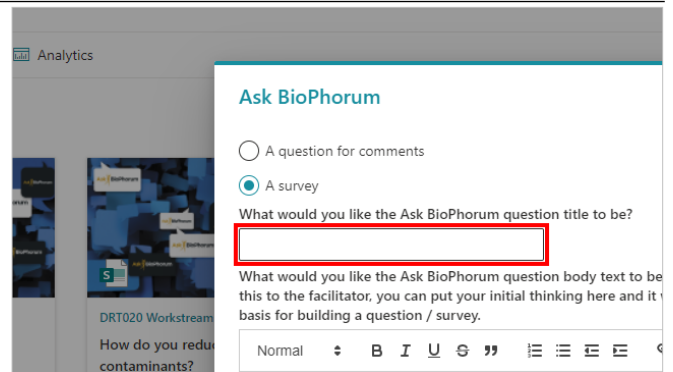 Analytics
Ask BioPhorum
A question for comments
A survey
What would you like the Ask BioPhorum question title to be?
What would you like the Ask BioPhorum question body text to be
this to the facilitator, you can put your initial thinking here and it
basis for building a question / survey.
Normal
B I U S
DRT020 Workstream
How do you redu
contaminants?